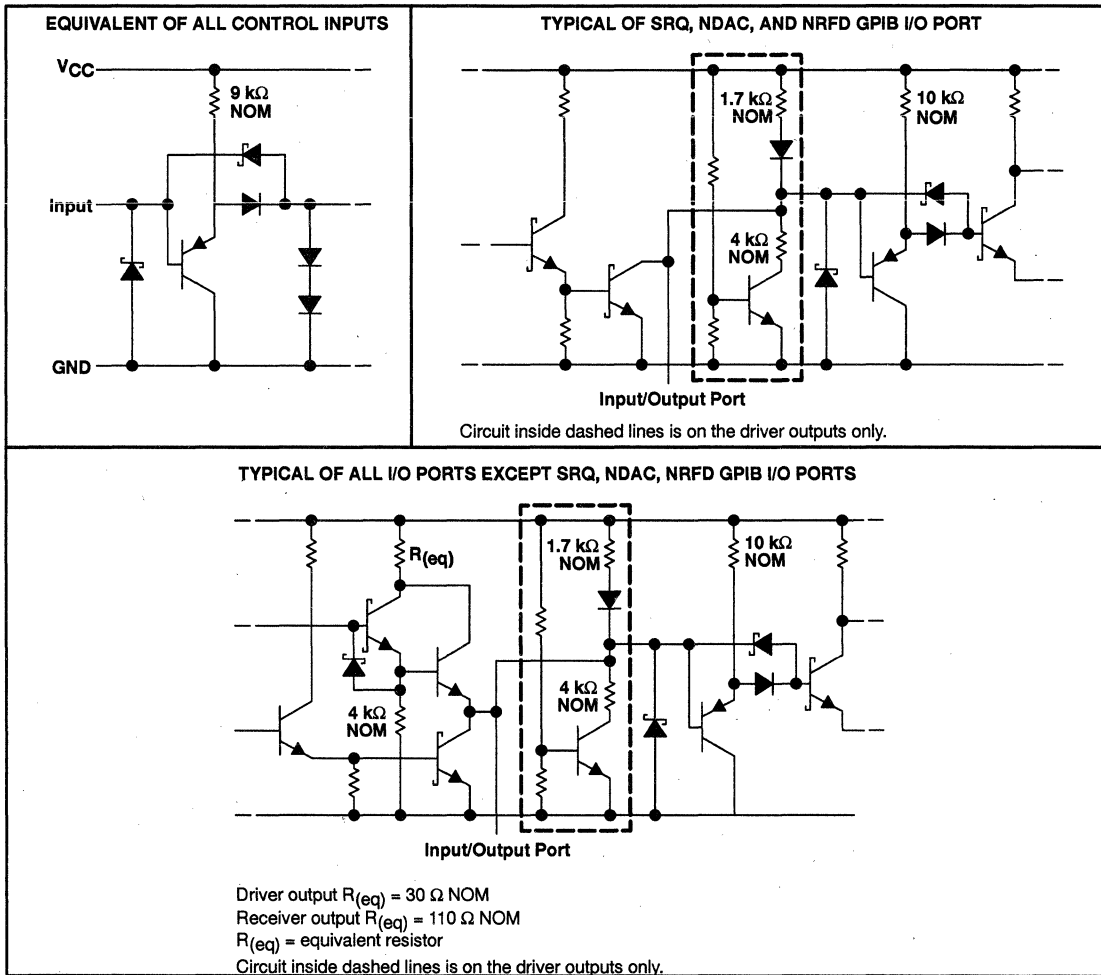 EQUIVALENT OF ALL CONTROL INPUTS
VCC
9 kΩ
NOM
Input
GND
TYPICAL OF SRQ, NDAC, AND NRFD GPIB I/O PORT
1.7 kΩ
NOM
10 kΩ
NOM
4 kΩ
NOM
Input/Output Port
Circuit inside dashed lines is on the driver outputs only.
TYPICAL OF ALL I/O PORTS EXCEPT SRQ, NDAC, NRFD GPIB I/O PORTS
R(eq)
1.7 kΩ
NOM
10 kΩ
NOM
4 kΩ
NOM
4 kΩ
NOM
Input/Output Port
Driver output R(eq) = 30 Ω NOM
Receiver output R(eq) = 110 Ω NOM
R(eq) = equivalent resistor
Circuit inside dashed lines is on the driver outputs only.